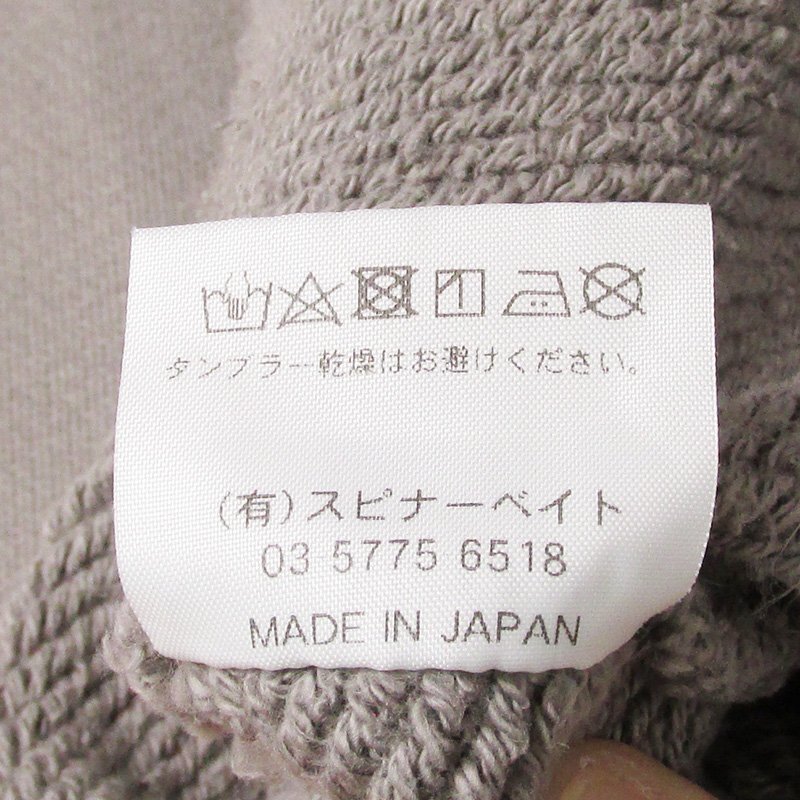 タンブラー乾燥はお避けください。
(有)スピナーベイト
03 5775 6518
MADE IN JAPAN